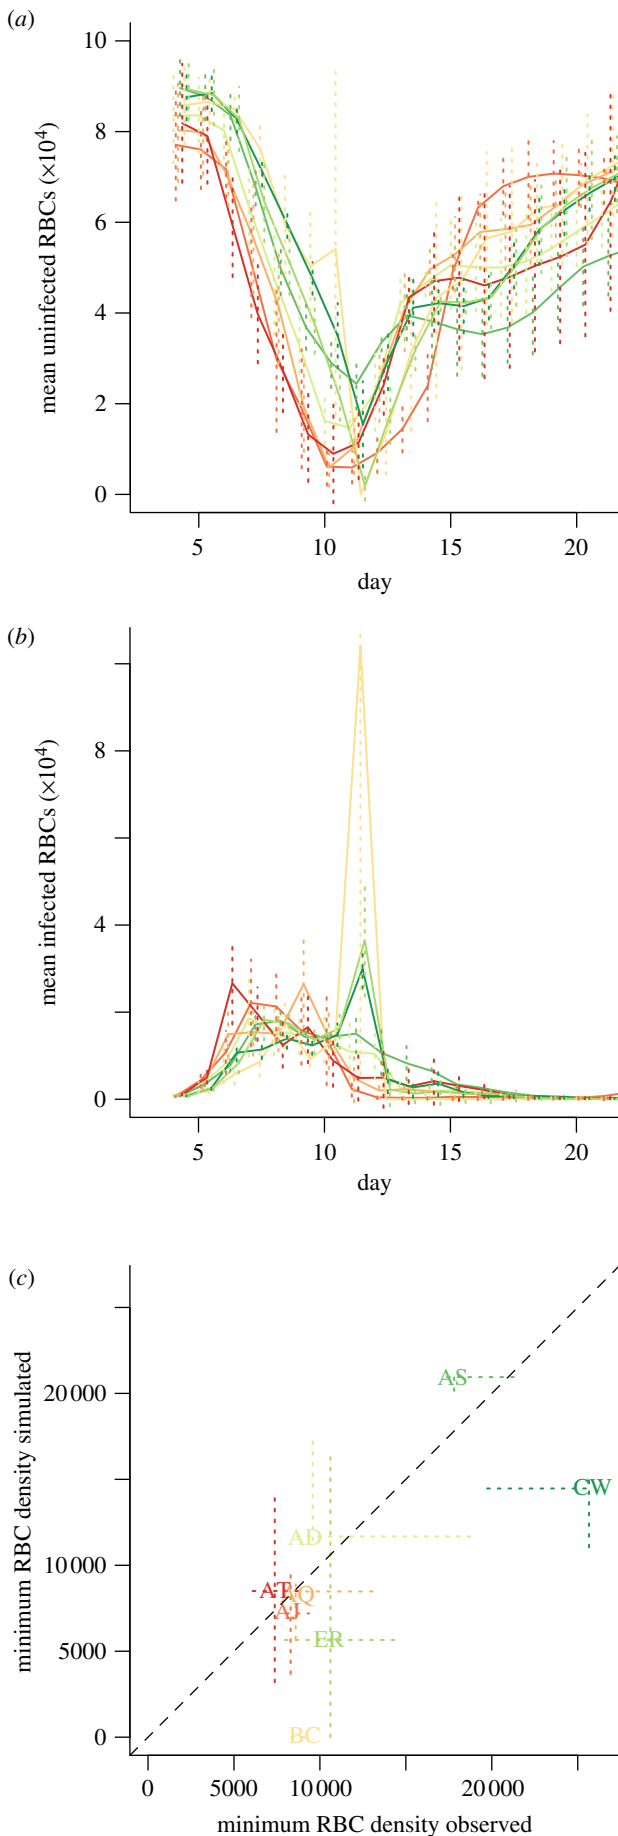 (a)
10
8
6
4
2
0
mean uninfected RBCs (×10⁴)
5 10 15 20
day
(b)
8
4
0
mean infected RBCs (×10⁴)
5 10 15 20
day
(c)
20 000
10 000
5000
0
minimum RBC density simulated
AS
CW
AD
AT
AQ
AJ
ER
BC
0 5000 10 000 20 000
minimum RBC density observed